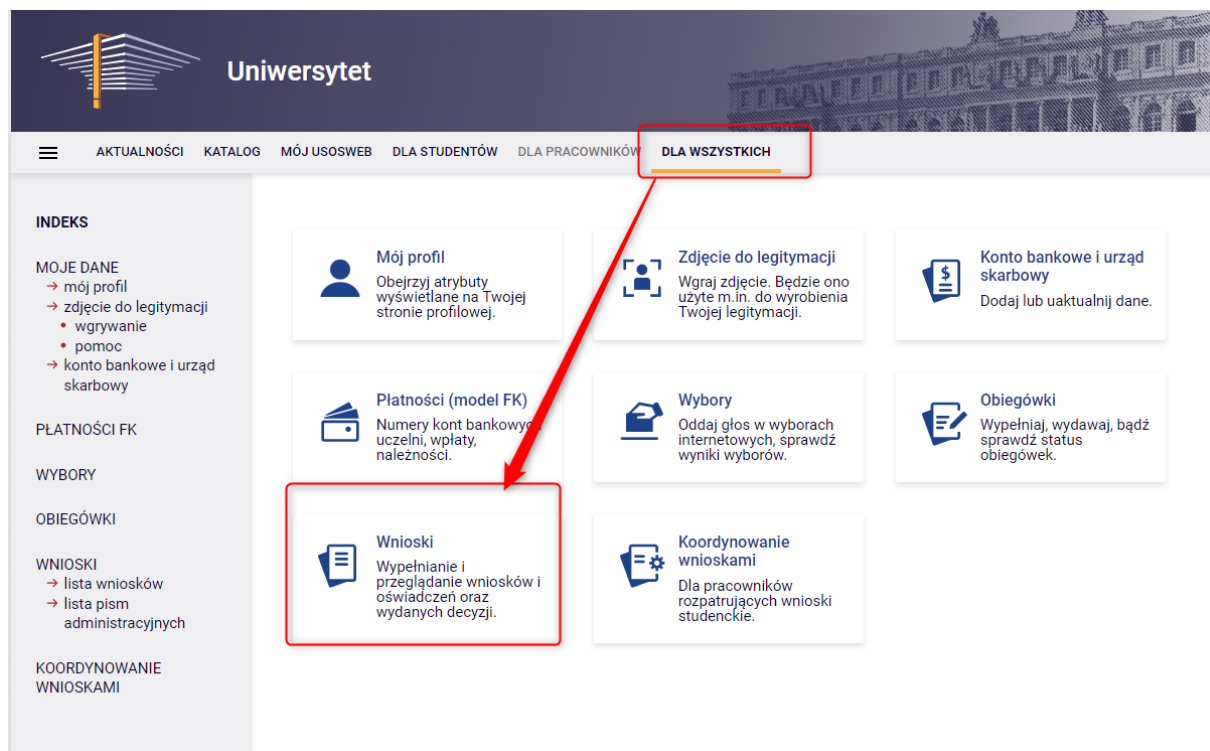 Uniwersytet
AKTUALNOŚCI KATALOG MÓJ USOSWEB DLA STUDENTÓW DLA PRACOWNIKÓW DLA WSZYSTKICH
INDEKS
MOJE DANE
→ mój profil
→ zdjęcie do legitymacji
• wgrywanie
• pomoc
→ konto bankowe i urząd
skarbowy
PŁATNOŚCI FK
WYBORY
OBIEGÓWKI
WNIOSKI
→ lista wniosków
→ lista pism
administracyjnych
KOORDYNOWANIE
WNIOSKAMI
Mój profil
Obejrzyj atrybuty
wyświetlane na Twojej
stronie profilowej.
Zdjęcie do legitymacji
Wgraj zdjęcie. Będzie ono
użyte m.in. do wyrobienia
Twojej legitymacji.
Konto bankowe i urząd
skarbowy
Dodaj lub uaktualnij dane.
Płatności (model FK)
Numery kont bankowych
uczelni, wpłaty,
należności.
Wybory
Oddaj głos w wyborach
internetowych, sprawdź
wyniki wyborów.
Obiegówki
Wypełniaj, wydawaj, bądź
sprawdź status
obiegówek.
Wnioski
Wypełnianie i
przeglądanie wniosków i
oświadczeń oraz
wydanych decyzji.
Koordynowanie
wnioskami
Dla pracowników
rozpatrujących wnioski
studenckie.